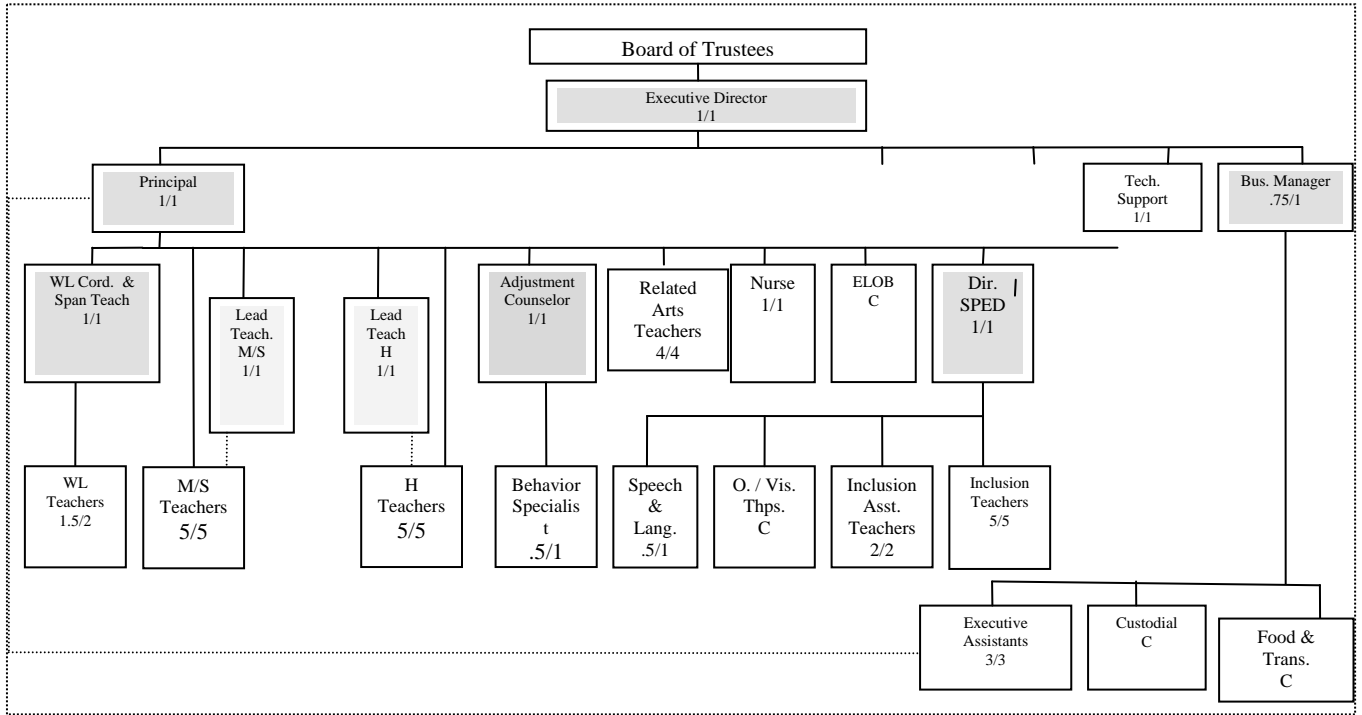 Board of Trustees
Executive Director
1/1
Principal
1/1
Tech.
Support
1/1
Bus. Manager
.75/1
WL Cord. &
Span Teach
1/1
Lead
Teach.
M/S
1/1
Lead
Teach
H
1/1
Adjustment
Counselor
1/1
Related
Arts
Teachers
4/4
Nurse
1/1
ELOB
C
Dir.
SPED
1/1
WL
Teachers
1.5/2
M/S
Teachers
5/5
H
Teachers
5/5
Behavior
Specialis
t
.5/1
Speech
&
Lang.
.5/1
O. / Vis.
Thps.
C
Inclusion
Asst.
Teachers
2/2
Inclusion
Teachers
5/5
Executive
Assistants
3/3
Custodial
C
Food &
Trans.
C